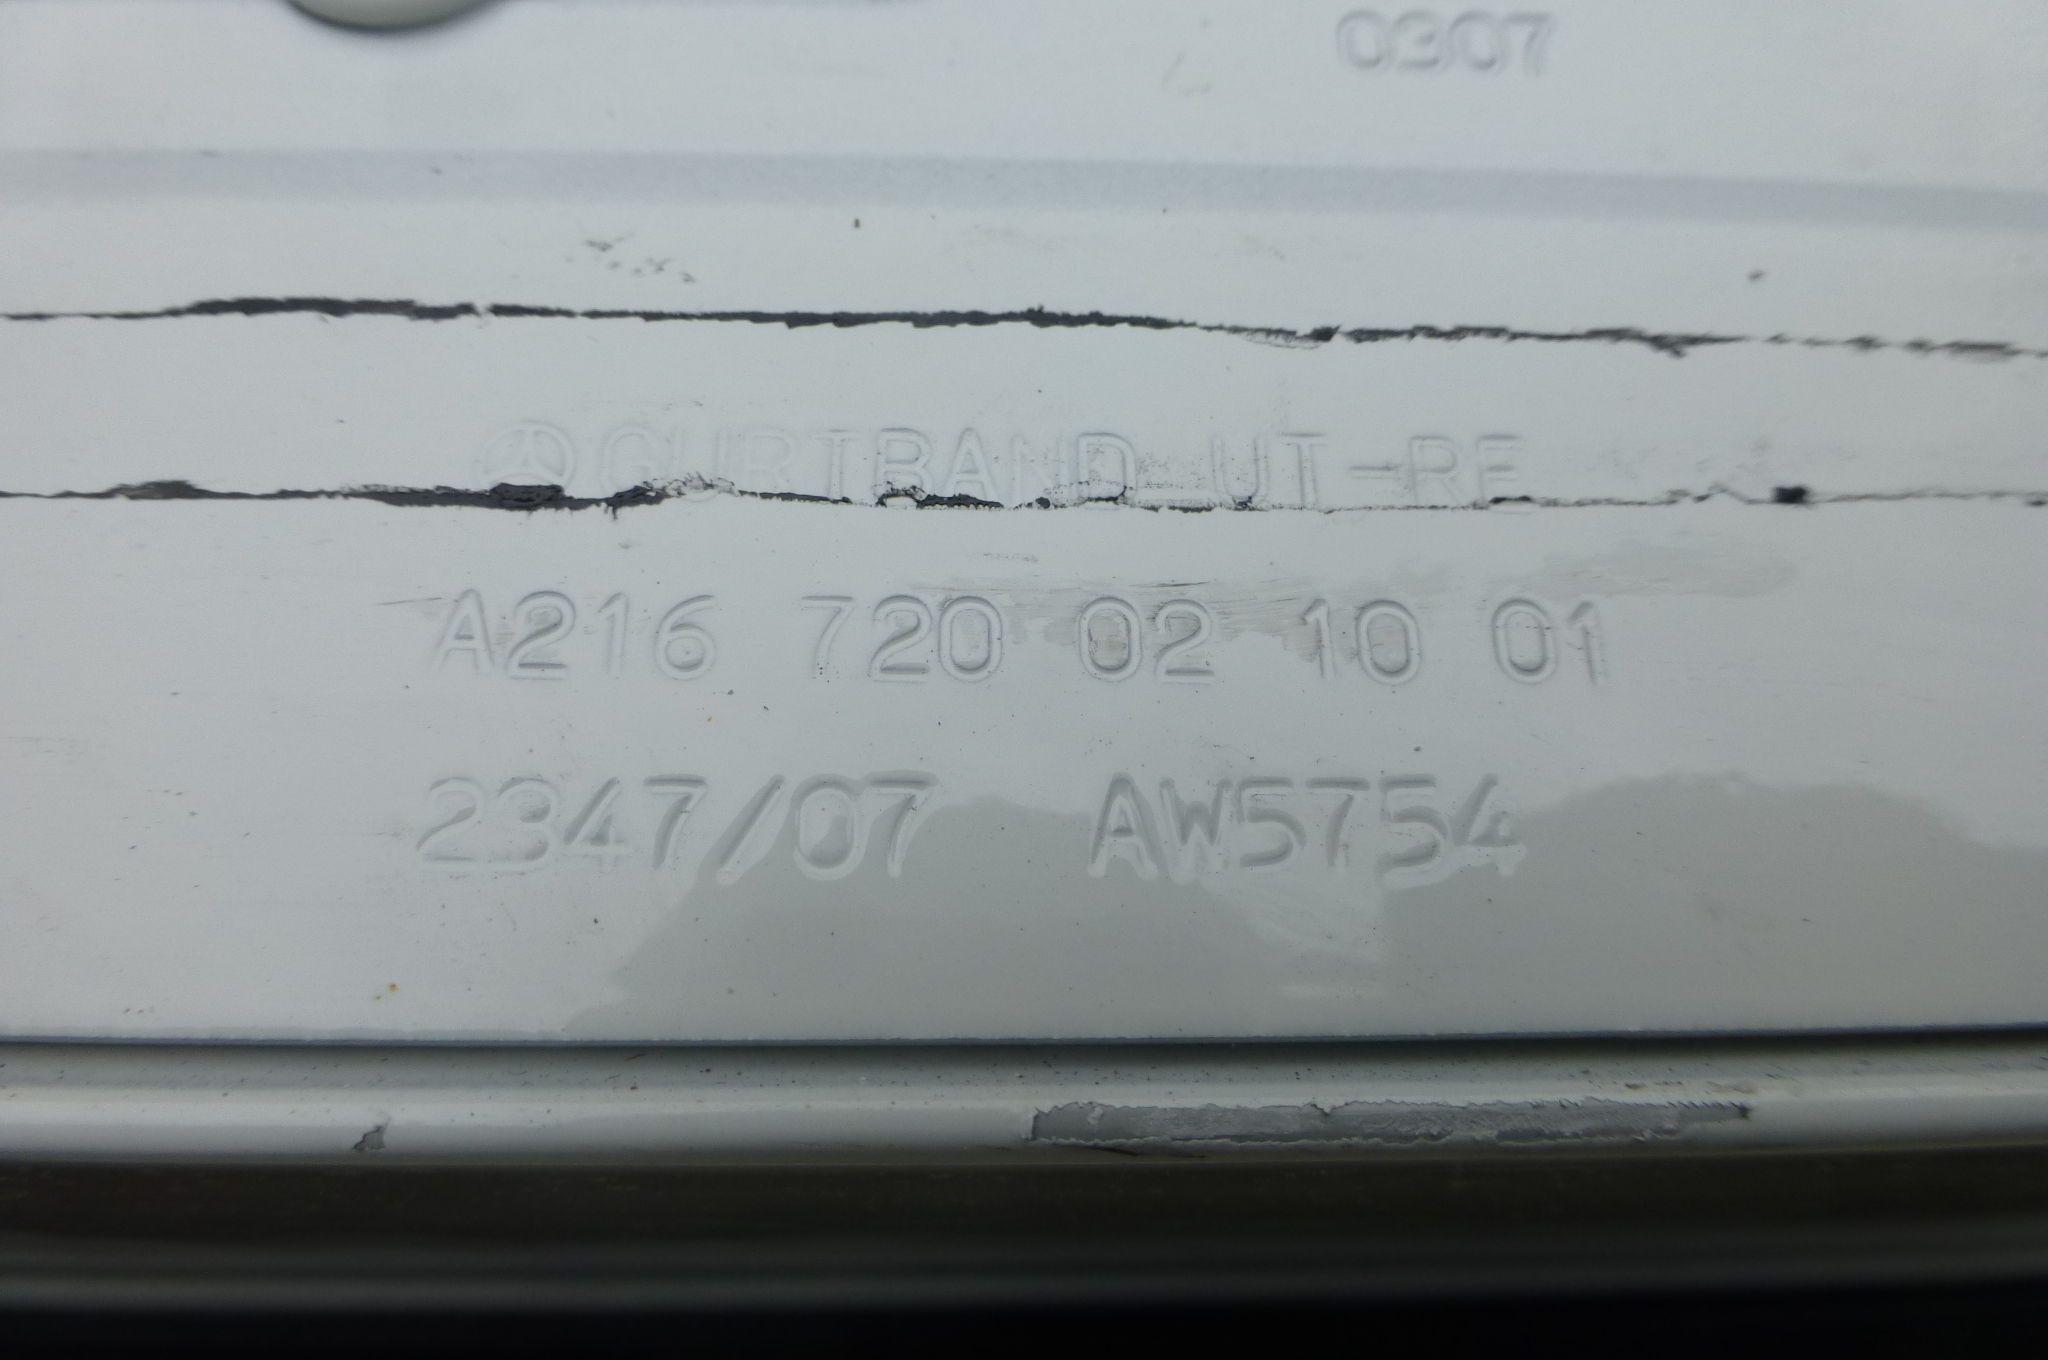 0307
GURTBAND UT-RE
A216 720 02 10 01
2347/07 AW5754